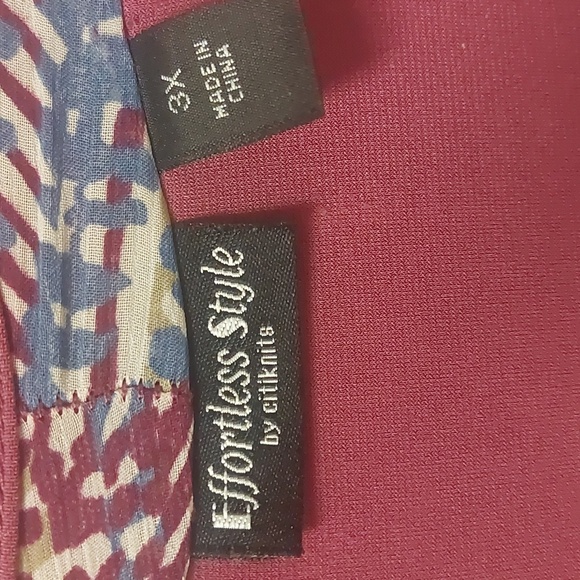 3X
MADE IN
CHINA
Effortless Style
by citiknits